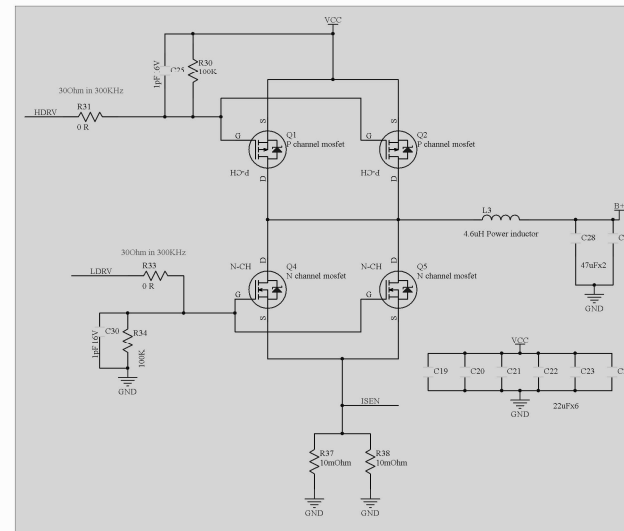 VCC
1pF 16V
C25
R30
100K
30Ohm in 300KHz
R31
HDRV
0 R
S
S
G
Q1
P channel mosfet
G
Q2
P channel mosfet
P-CH
P-CH
D
D
L3
B+
4.6uH Power inductor
C28
C
47uFx2
GND
30Ohm in 300KHz
R33
LDRV
0 R
D
D
N-CH
Q4
N channel mosfet
N-CH
Q5
N channel mosfet
G
G
S
S
1pF 16V
C30
R34
100K
GND
VCC
C19
C20
C21
C22
C23
C
GND
22uFx6
ISEN
R37
10mOhm
R38
10mOhm
GND
GND